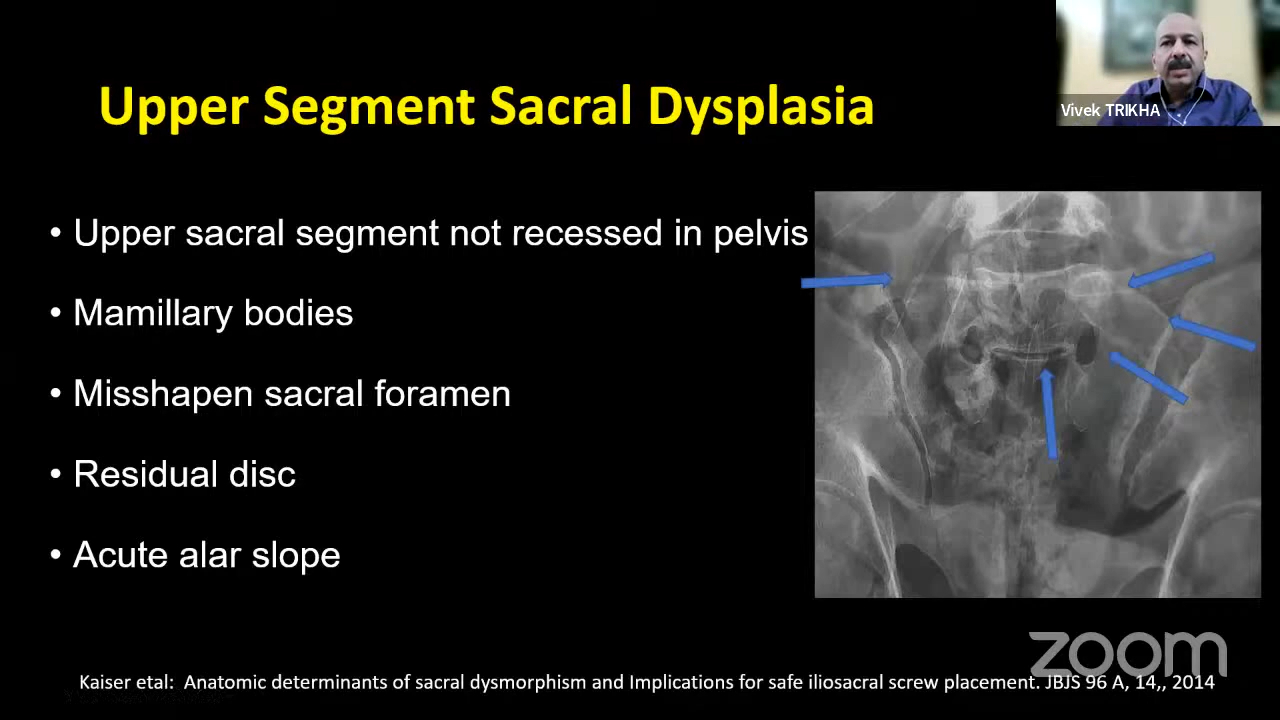 Vivek TRIKHA
Upper Segment Sacral Dysplasia
• Upper sacral segment not recessed in pelvis
• Mamillary bodies
• Misshapen sacral foramen
• Residual disc
• Acute alar slope
zoom
Kaiser etal: Anatomic determinants of sacral dysmorphism and Implications for safe iliosacral screw placement. JBJS 96 A, 14,, 2014